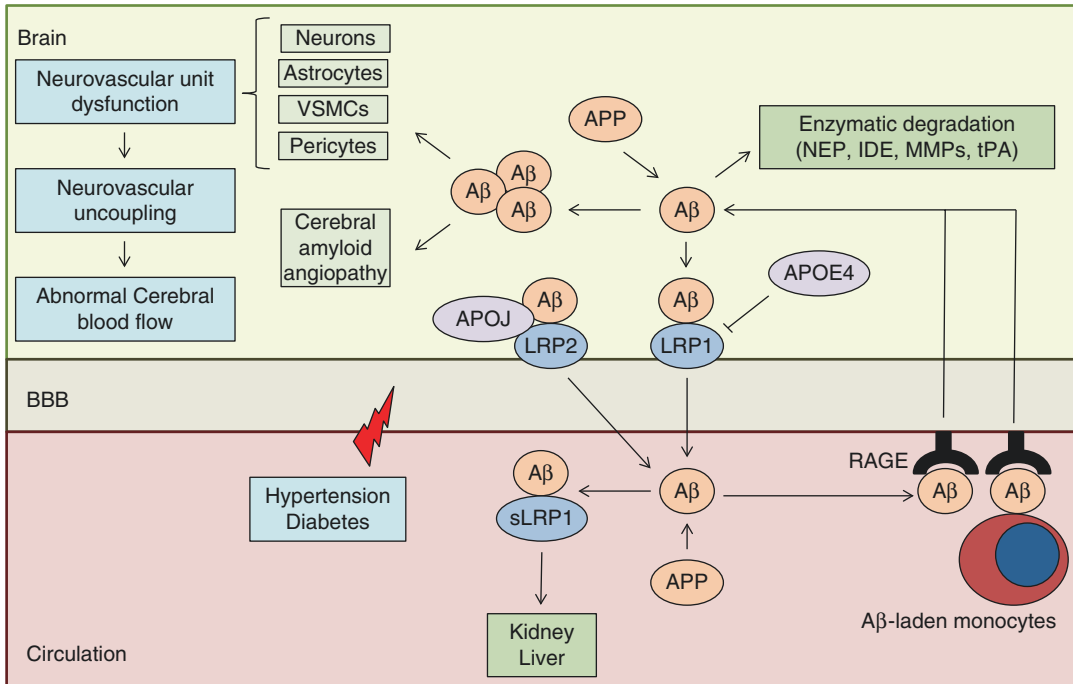 Brain
Neurovascular unit
dysfunction
Neurovascular
uncoupling
Abnormal Cerebral
blood flow
Neurons
Astrocytes
VSMCs
Pericytes
Cerebral
amyloid
angiopathy
Aβ
Aβ
Aβ
APP
Aβ
Enzymatic degradation
(NEP, IDE, MMPs, tPA)
Aβ
APOJ
LRP2
Aβ
LRP1
APOE4
BBB
Hypertension
Diabetes
Aβ
sLRP1
Kidney
Liver
Aβ
APP
RAGE
Aβ
Aβ
Aβ-laden monocytes
Circulation